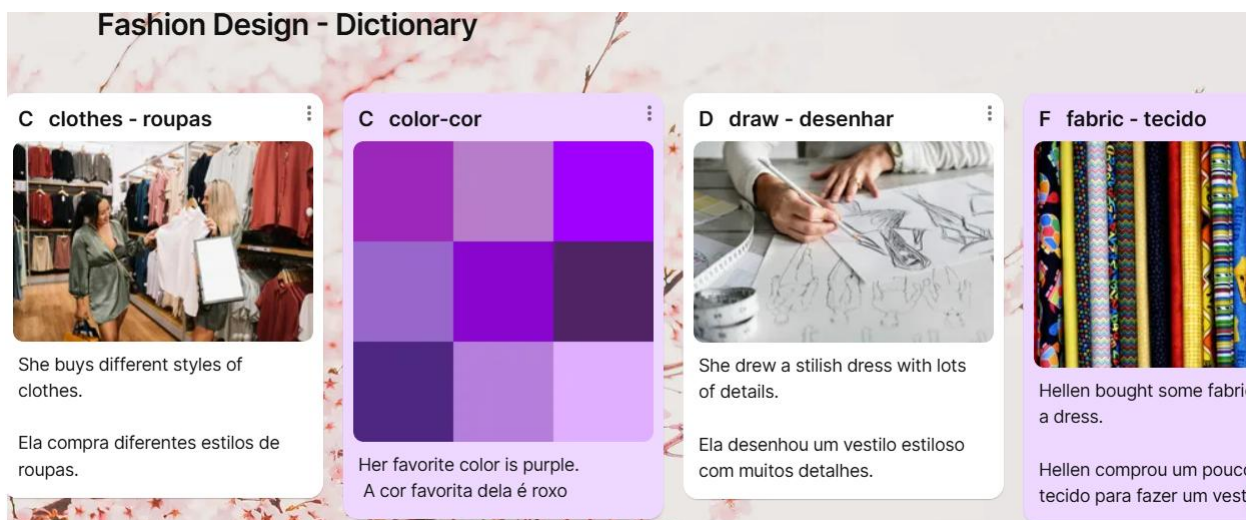 Fashion Design - Dictionary
C clothes - roupas
She buys different styles of
clothes.
Ela compra diferentes estilos de
roupas.
C color-cor
Her favorite color is purple.
A cor favorita dela é roxo
D draw - desenhar
She drew a stilish dress with lots
of details.
Ela desenhou um vestilo estiloso
com muitos detalhes.
F fabric - tecido
Hellen bought some
a dress.
Hellen comprou um
tecido para fazer um